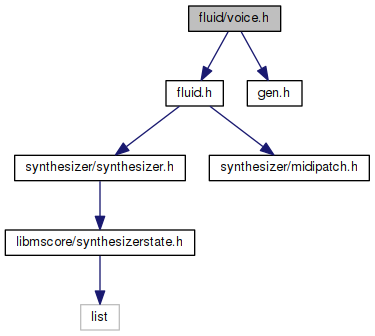 fluid/voice.h
fluid.h
gen.h
synthesizer/synthesizer.h
synthesizer/midipatch.h
libmscore/synthesizerstate.h
list